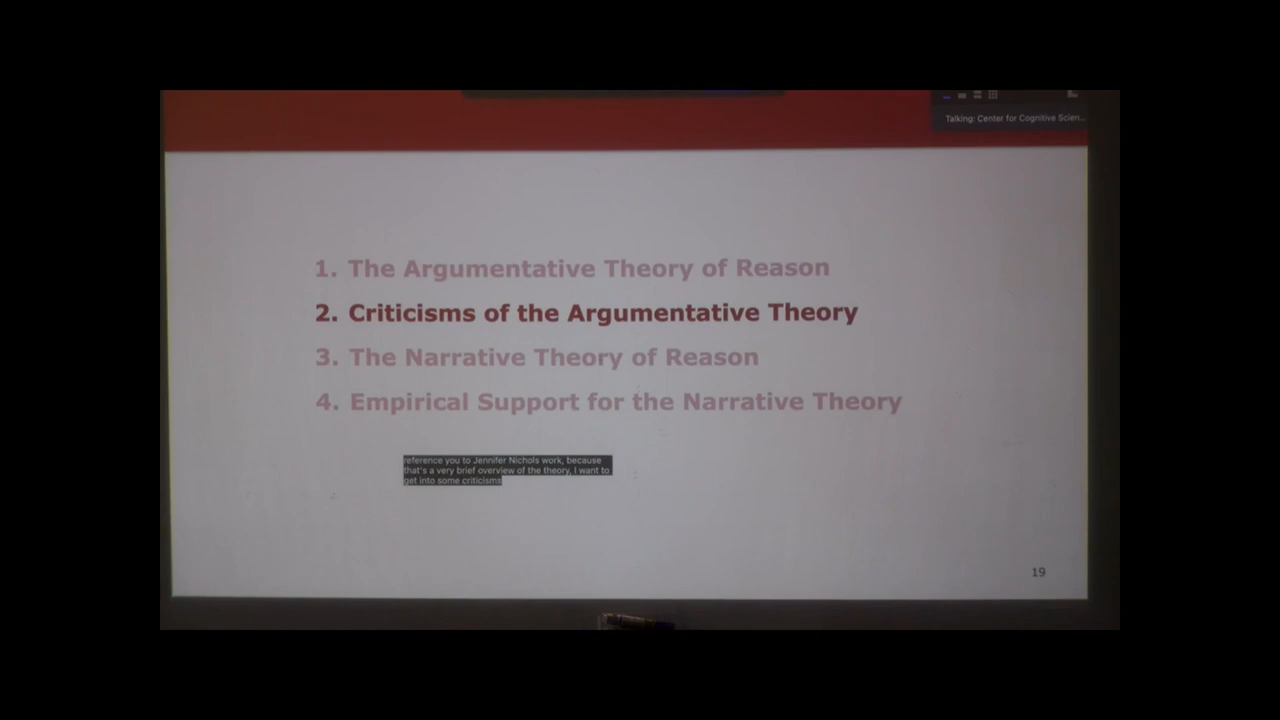 Talking: Center for Cognitive Scien...
1. The Argumentative Theory of Reason
2. Criticisms of the Argumentative Theory
3. The Narrative Theory of Reason
4. Empirical Support for the Narrative Theory
reference you to Jennifer Nichols work, because
that's a very brief overview of the theory, I want to
get into some criticisms
19